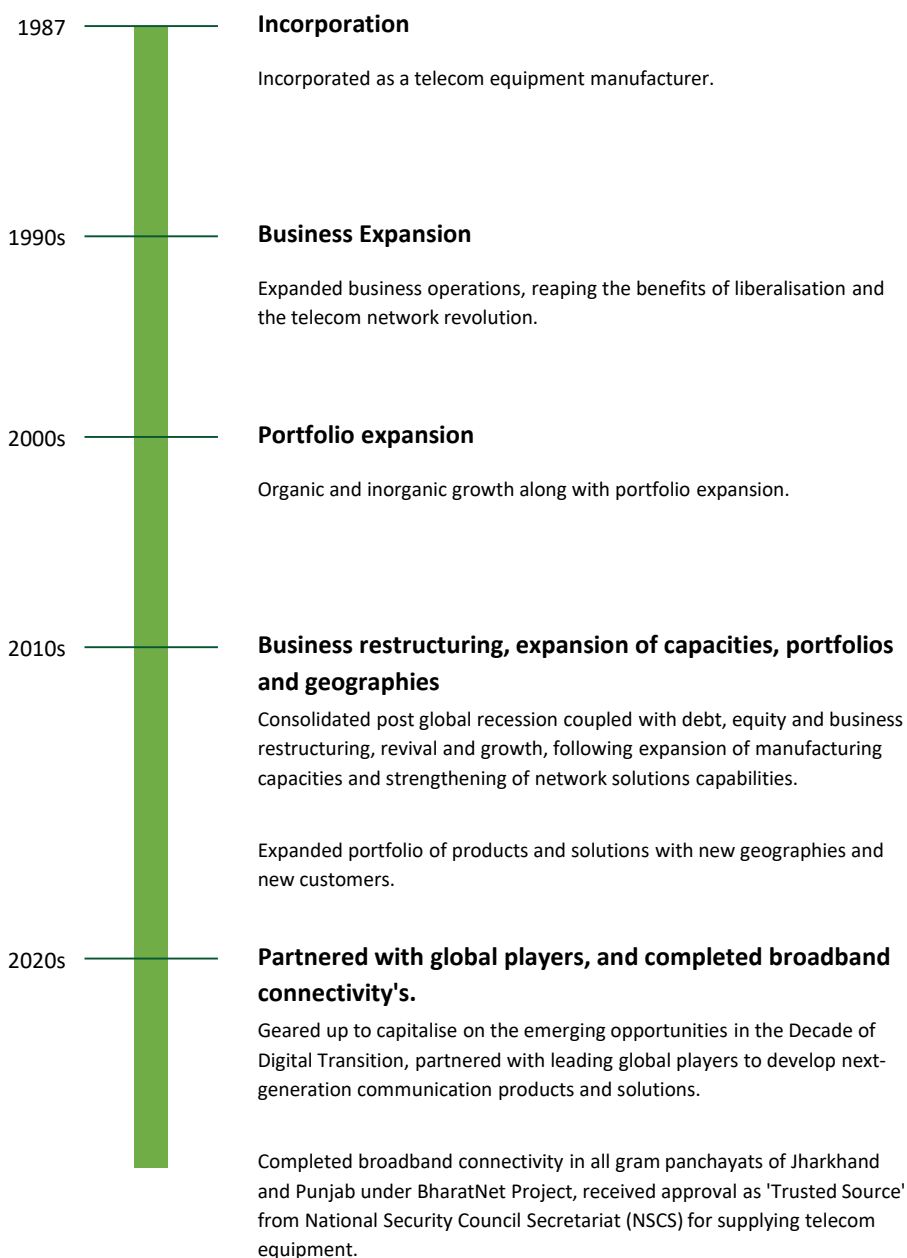 1987
Incorporation
Incorporated as a telecom equipment manufacturer.
1990s
Business Expansion
Expanded business operations, reaping the benefits of liberalisation and
the telecom network revolution.
2000s
Portfolio expansion
Organic and inorganic growth along with portfolio expansion.
2010s
Business restructuring, expansion of capacities, portfolios
and geographies
Consolidated post global recession coupled with debt, equity and business
restructuring, revival and growth, following expansion of manufacturing
capacities and strengthening of network solutions capabilities.
Expanded portfolio of products and solutions with new geographies and
new customers.
2020s
Partnered with global players, and completed broadband
connectivity's.
Geared up to capitalise on the emerging opportunities in the Decade of
Digital Transition, partnered with leading global players to develop next-
generation communication products and solutions.
Completed broadband connectivity in all gram panchayats of Jharkhand
and Punjab under BharatNet Project, received approval as 'Trusted Source'
from National Security Council Secretariat (NSCS) for supplying telecom
equipment.